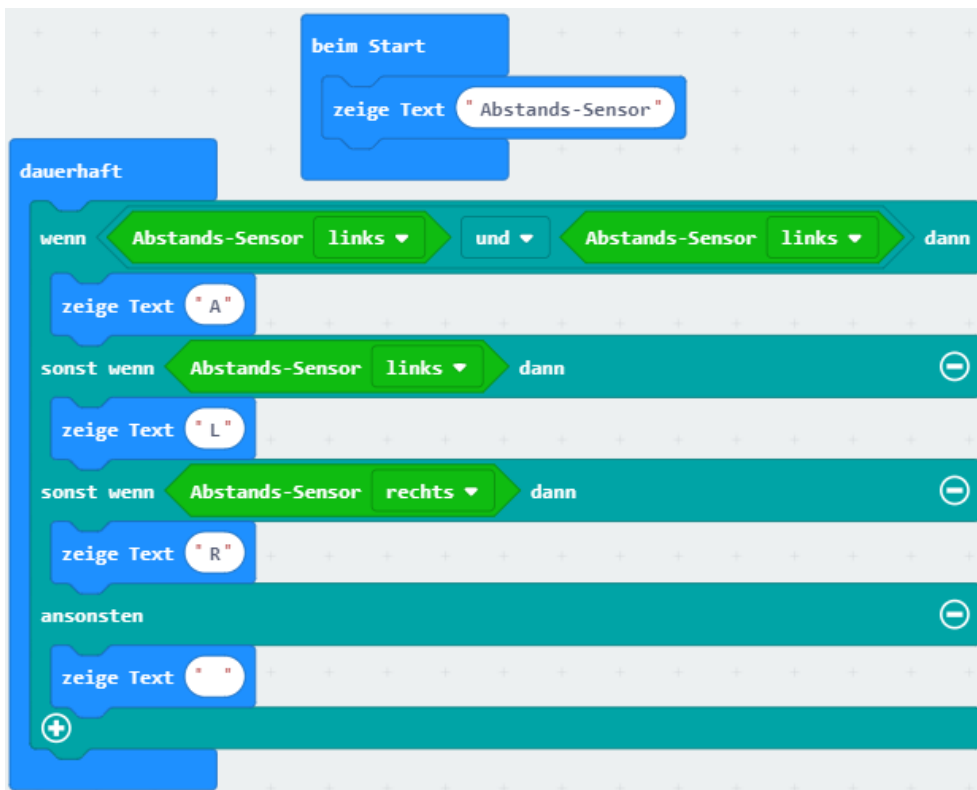 beim Start
zeige Text "Abstands-Sensor"
dauerhaft
wenn Abstands-Sensor links und Abstands-Sensor links dann
zeige Text "A"
sonst wenn Abstands-Sensor links dann
zeige Text "L"
sonst wenn Abstands-Sensor rechts dann
zeige Text "R"
ansonsten
zeige Text " "